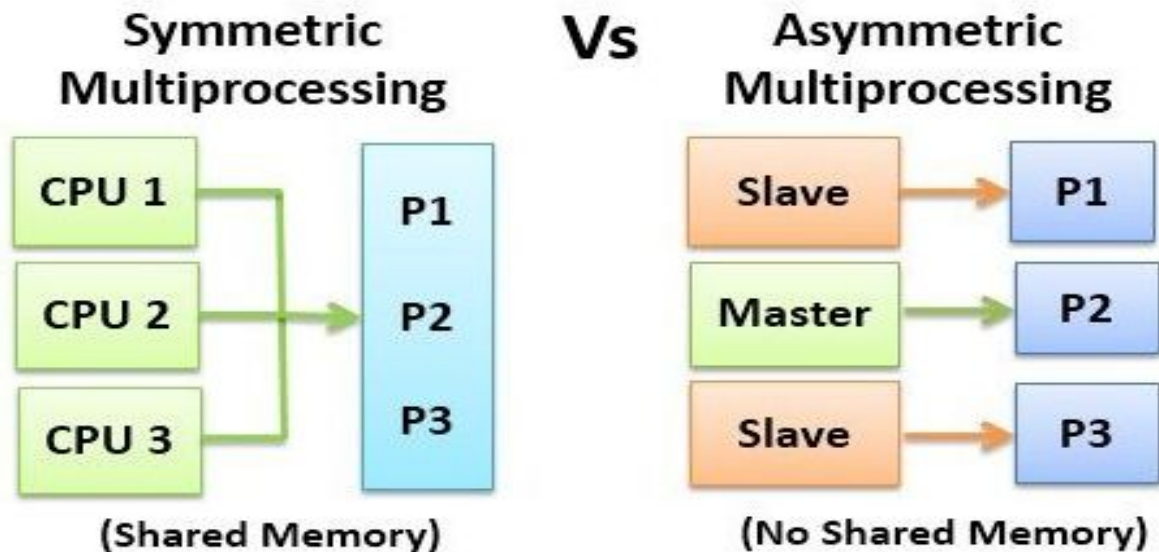 Symmetric
Multiprocessing
Vs
Asymmetric
Multiprocessing
CPU 1
CPU 2
CPU 3
P1
P2
P3
(Shared Memory)
Slave
P1
Master
P2
Slave
P3
(No Shared Memory)